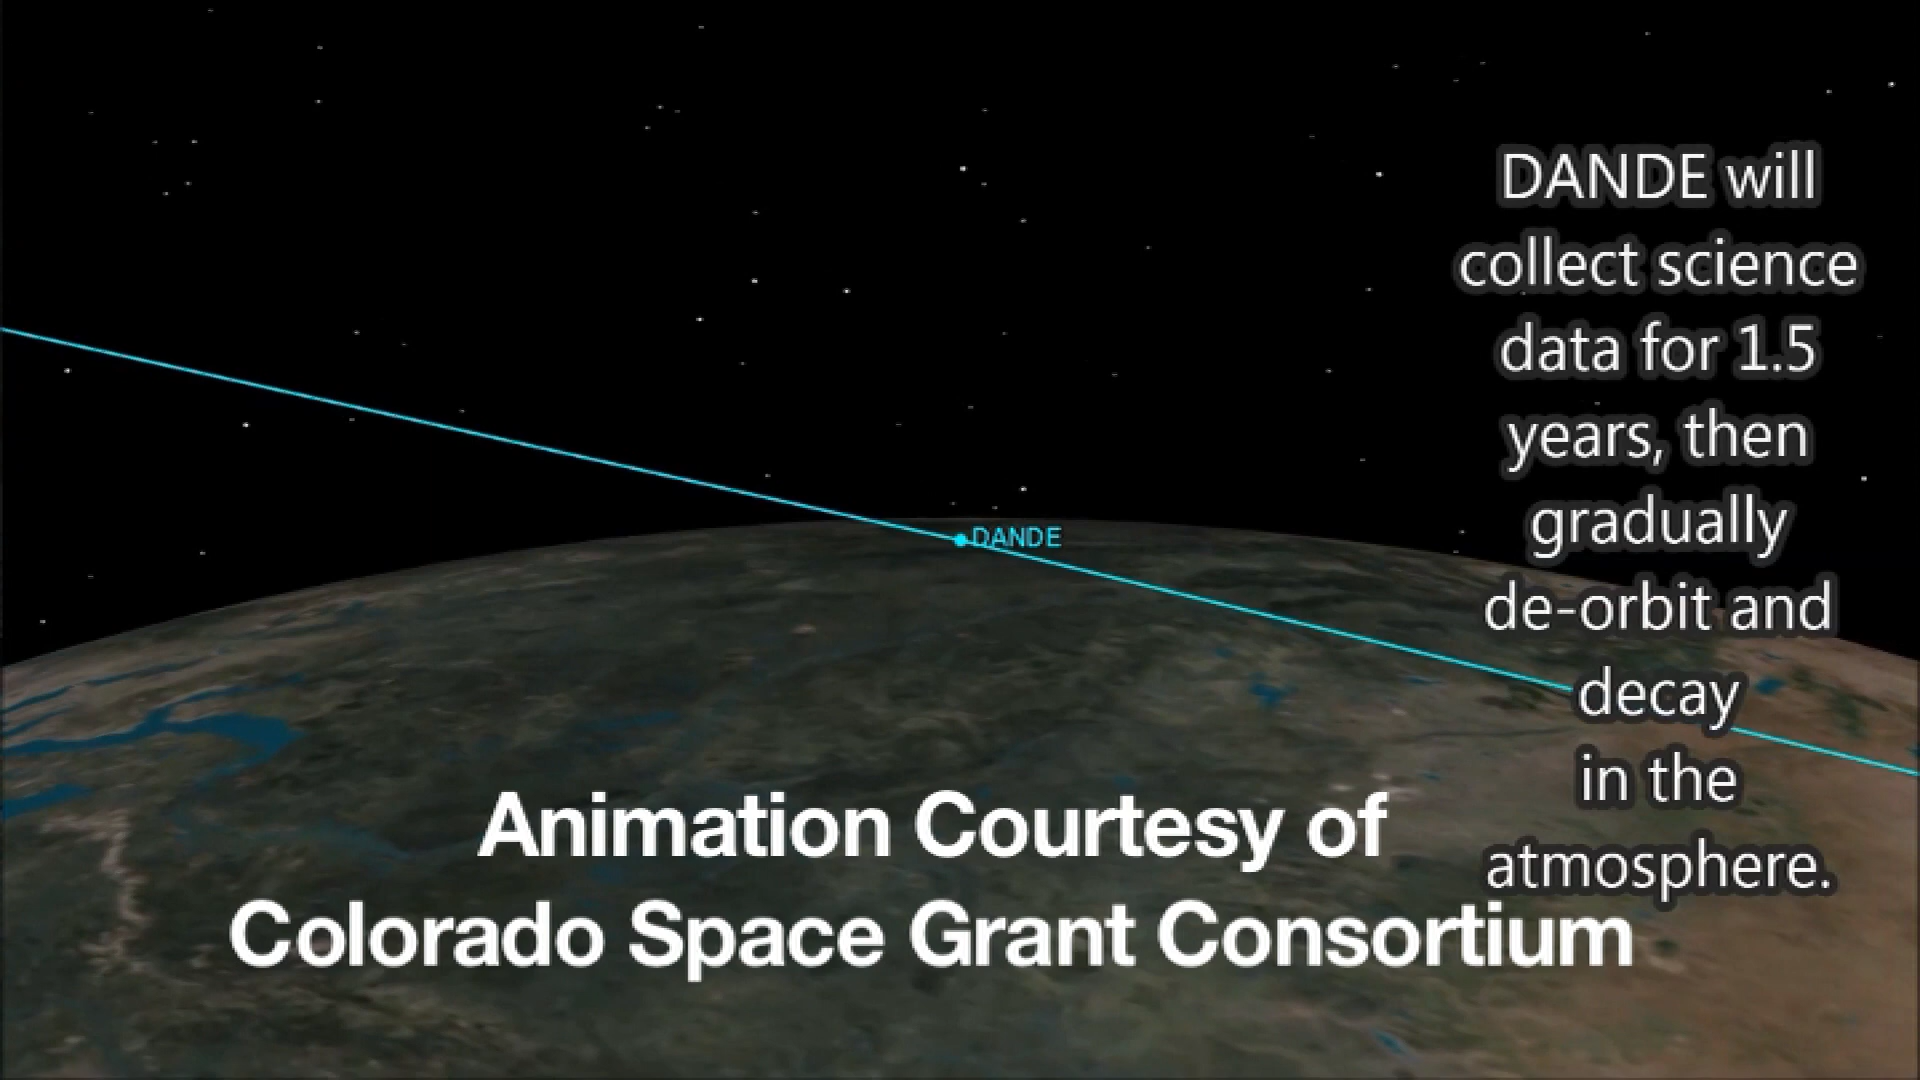 DANDE will
collect science
data for 1.5
years, then
gradually
de-orbit and
decay
in the
atmosphere.
DANDE
Animation Courtesy of
Colorado Space Grant Consortium